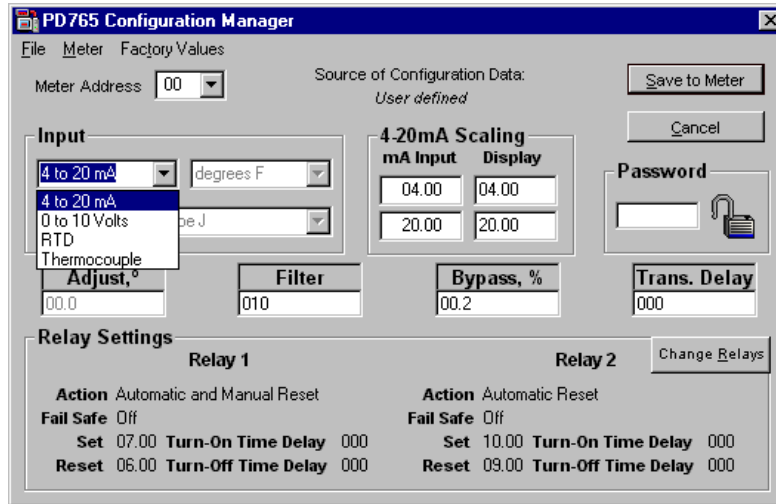 PD765 Configuration Manager
File Meter Factory Values
Meter Address 00
Source of Configuration Data:
User defined
Save to Meter
Cancel
Input
4 to 20 mA
degrees F
4 to 20 mA
0 to 10 Volts
RTD
Thermocouple
pe J
4-20mA Scaling
mA Input Display
04.00 04.00
20.00 20.00
Password
Adjust,° Filter Bypass, % Trans. Delay
00.0 010 00.2 000
Relay Settings
Change Relays
Relay 1
Action Automatic and Manual Reset
Fail Safe Off
Set 07.00 Turn-On Time Delay 000
Reset 06.00 Turn-Off Time Delay 000
Relay 2
Action Automatic Reset
Fail Safe Off
Set 10.00 Turn-On Time Delay 000
Reset 09.00 Turn-Off Time Delay 000